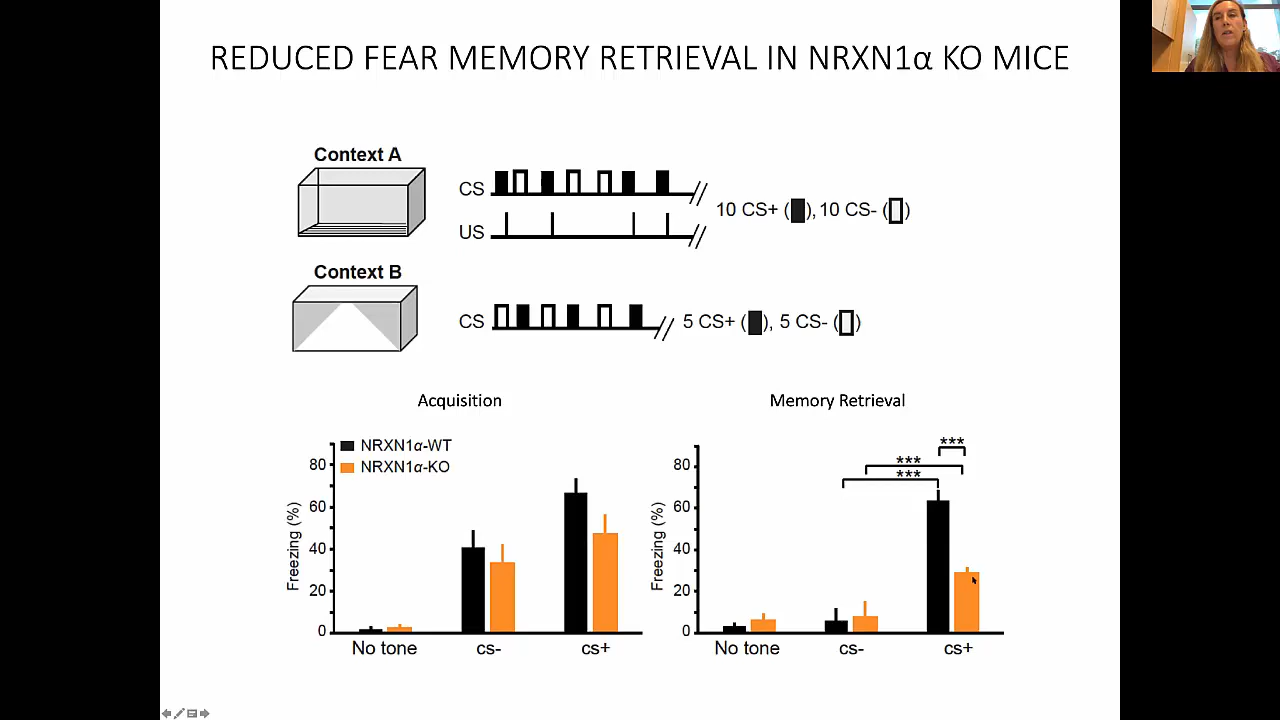 REDUCED FEAR MEMORY RETRIEVAL IN NRXN1α KO MICE
Context A
CS
US
10 CS+ ( ), 10 CS- ( )
Context B
CS
5 CS+ ( ), 5 CS- ( )
Acquisition
NRXN1α-WT
NRXN1α-KO
Freezing (%)
80
60
40
20
0
No tone cs- cs+
Memory Retrieval
Freezing (%)
80
60
40
20
0
***
***
***
No tone cs- cs+